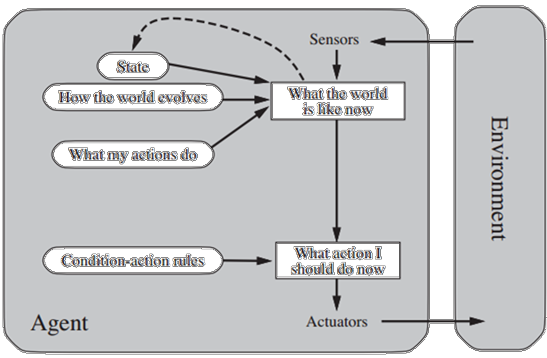 Sensors
State
How the world evolves
What the world
is like now
What my actions do
Environment
Condition-action rules
What action I
should do now
Agent
Actuators